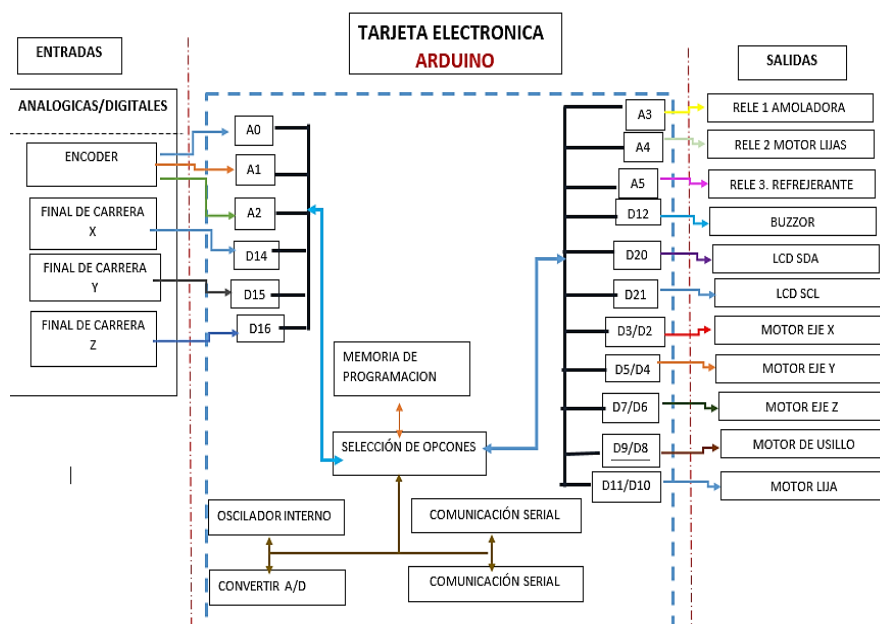 TARJETA ELECTRONICA
ARDUINO
ENTRADAS
SALIDAS
ANALOGICAS/DIGITALES
ENCODER
FINAL DE CARRERA
X
FINAL DE CARRERA
Y
FINAL DE CARRERA
Z
A0
A1
A2
D14
D15
D16
MEMORIA DE
PROGRAMACION
SELECCIÓN DE OPCONES
OSCILADOR INTERNO
CONVERTIR A/D
COMUNICACIÓN SERIAL
COMUNICACIÓN SERIAL
A3
A4
A5
D12
D20
D21
D3/D2
D5/D4
D7/D6
D9/D8
D11/D10
RELE 1 AMOLADORA
RELE 2 MOTOR LIJAS
RELE 3. REFREJERANTE
BUZZOR
LCD SDA
LCD SCL
MOTOR EJE X
MOTOR EJE Y
MOTOR EJE Z
MOTOR DE USILLO
MOTOR LIJA